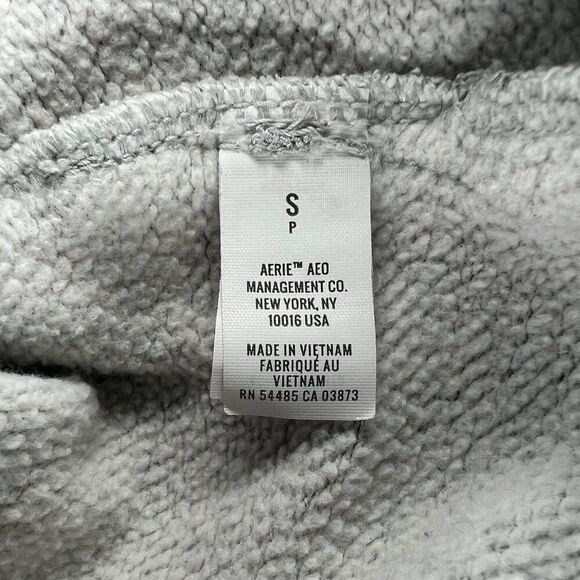 S
P
AERIE™ AEO
MANAGEMENT CO.
NEW YORK, NY
10016 USA
MADE IN VIETNAM
FABRIQUÉ AU
VIETNAM
RN 54485 CA 03873